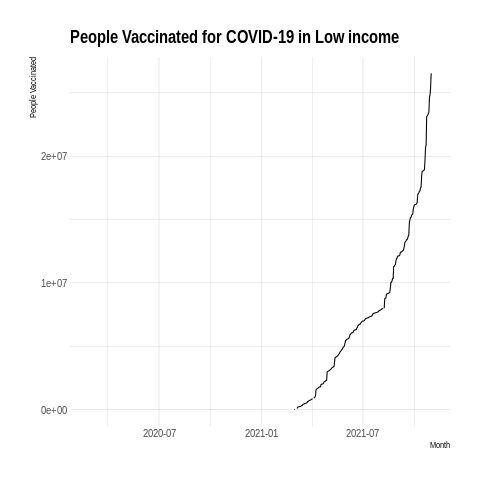 People Vaccinated for COVID-19 in Low income
People Vaccinated
2e+07
1e+07
0e+00
2020-07 2021-01 2021-07
Month